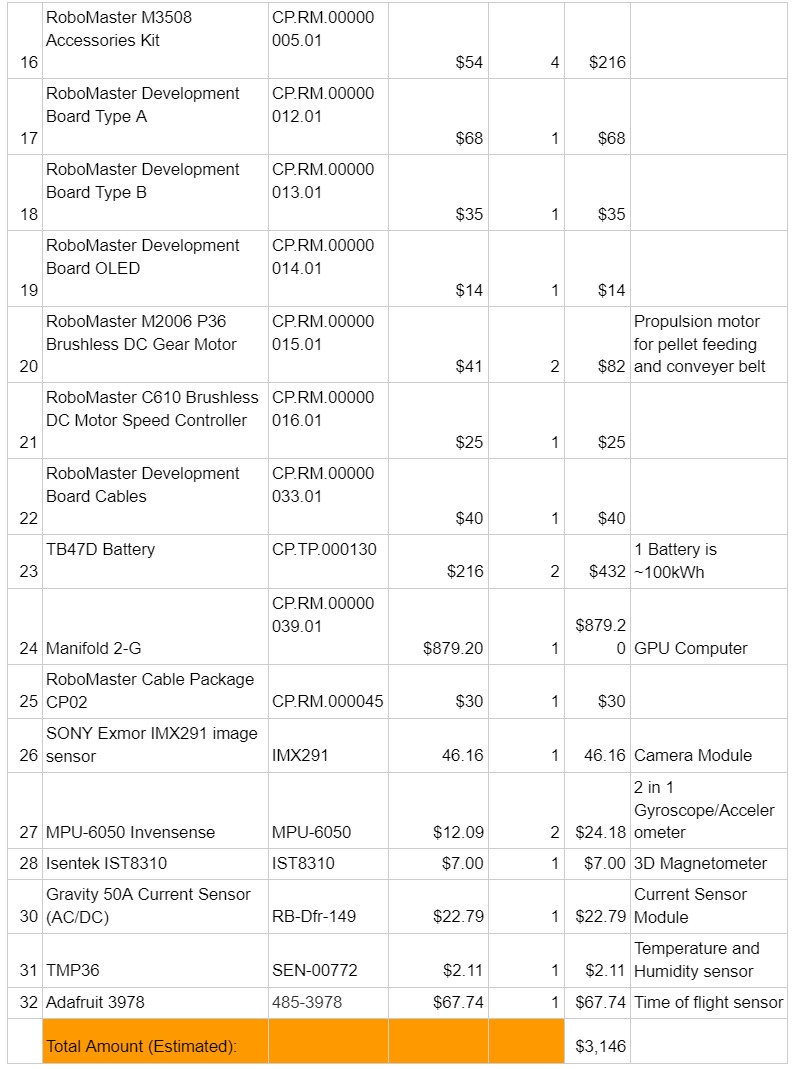 16 RoboMaster M3508 Accessories Kit CP.RM.00000005.01 $54 4 $216
17 RoboMaster Development Board Type A CP.RM.00000012.01 $68 1 $68
18 RoboMaster Development Board Type B CP.RM.00000013.01 $35 1 $35
19 RoboMaster Development Board OLED CP.RM.00000014.01 $14 1 $14
20 RoboMaster M2006 P36 Brushless DC Gear Motor CP.RM.00000015.01 $41 2 $82 Propulsion motor for pellet feeding and conveyer belt
21 RoboMaster C610 Brushless DC Motor Speed Controller CP.RM.00000016.01 $25 1 $25
22 RoboMaster Development Board Cables CP.RM.00000033.01 $40 1 $40
23 TB47D Battery CP.TP.000130 $216 2 $432 1 Battery is ~100kWh
24 Manifold 2-G CP.RM.00000039.01 $879.20 1 $879.20 GPU Computer
25 RoboMaster Cable Package CP02 CP.RM.000045 $30 1 $30
26 SONY Exmor IMX291 image sensor IMX291 46.16 1 46.16 Camera Module
27 MPU-6050 Invensense MPU-6050 $12.09 2 $24.18 2 in 1 Gyroscope/Accelerometer
28 Isentek IST8310 IST8310 $7.00 1 $7.00 3D Magnetometer
30 Gravity 50A Current Sensor (AC/DC) RB-Dfr-149 $22.79 1 $22.79 Current Sensor Module
31 TMP36 SEN-00772 $2.11 1 $2.11 Temperature and Humidity sensor
32 Adafruit 3978 485-3978 $67.74 1 $67.74 Time of flight sensor
Total Amount (Estimated): $3,146